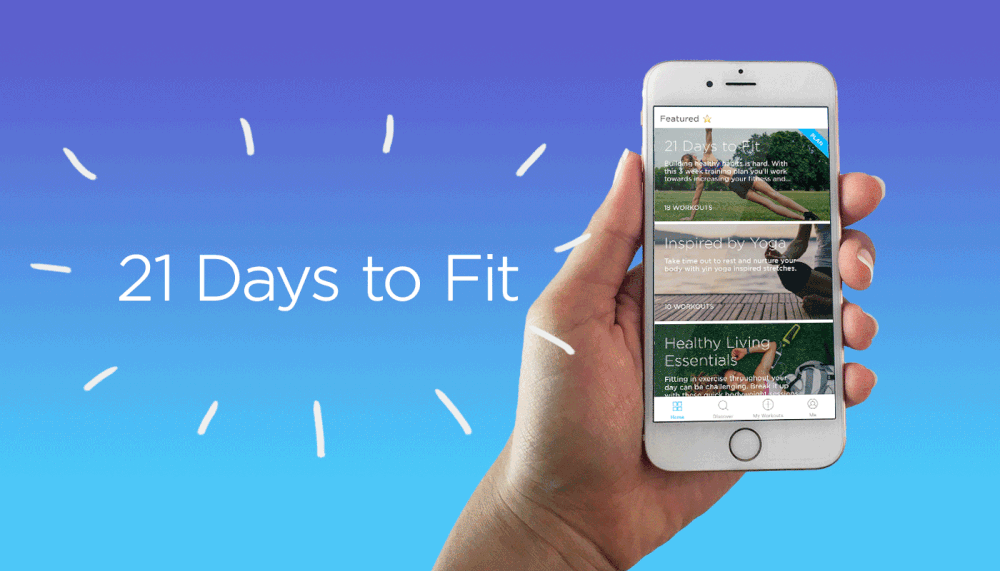 21 Days to Fit
Featured
PLAN
21 Days to Fit
Building healthy habits is hard. With
this 3 week training plan you'll work
towards increasing your fitness and...
18 WORKOUTS
Inspired by Yoga
Take time out to rest and nurture your
body with yin yoga inspired stretches.
10 WORKOUTS
Healthy Living
Essentials
Fitting in exercise throughout your
day can be challenging. Break it up
with these quick bodyweight
Home
Discover
My Workouts
Me